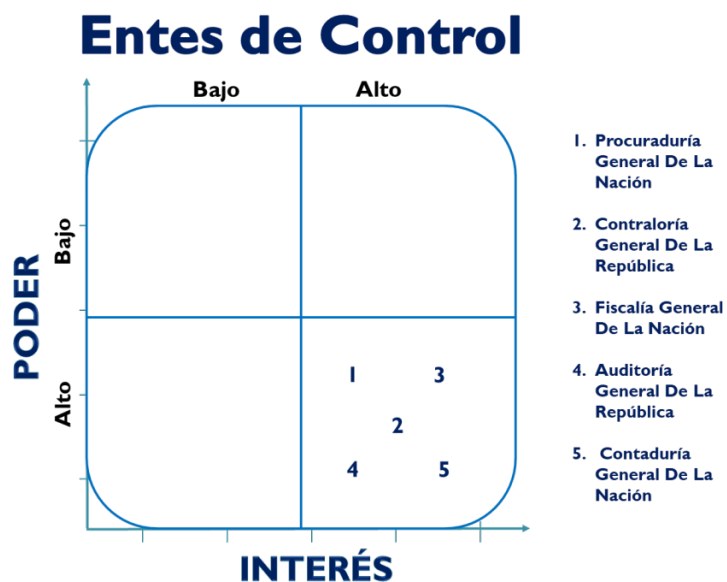 Entes de Control
Bajo
Alto
PODER
Bajo
Alto
1
3
2
4
5
INTERÉS
1. Procuraduría
General De La
Nación
2. Contraloría
General De La
República
3. Fiscalía General
De La Nación
4. Auditoría
General De La
República
5. Contaduría
General De La
Nación